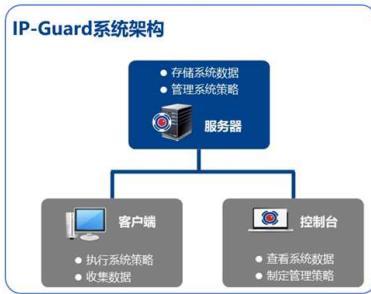 IP-Guard系统架构
存储系统数据
管理系统策略
服务器
客户端
执行系统策略
收集数据
控制台
查看系统数据
制定管理策略